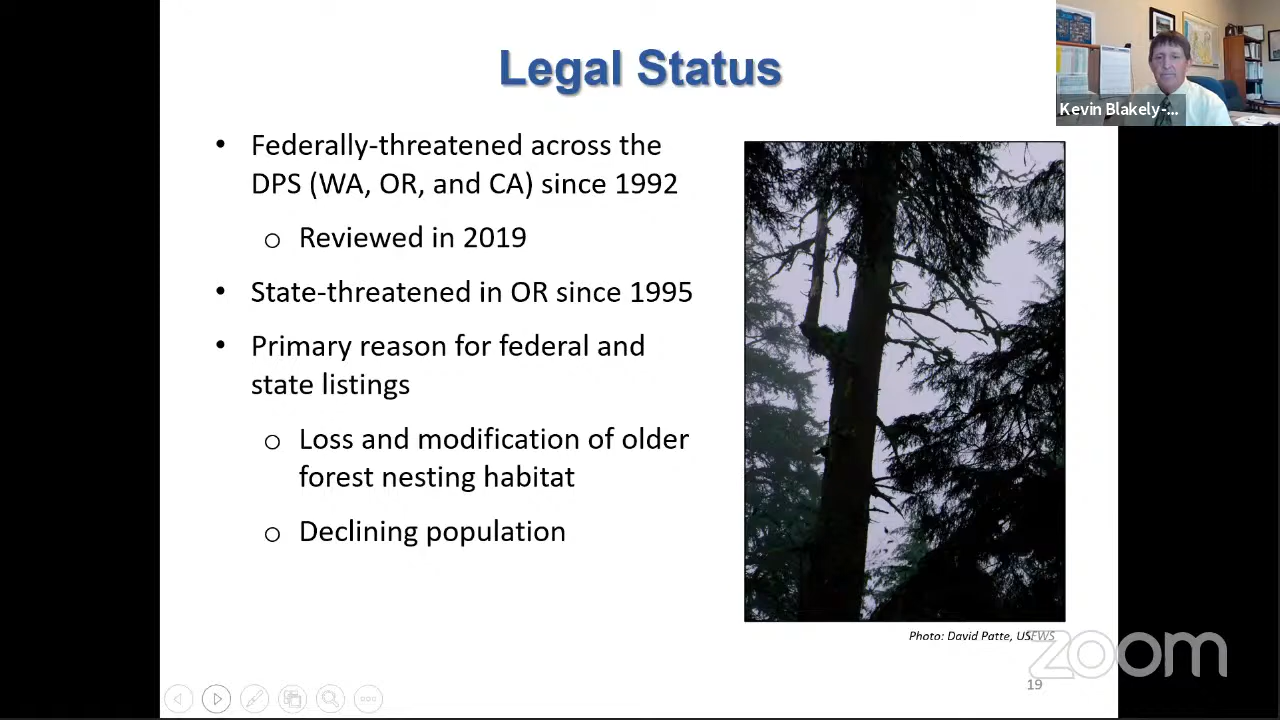 Legal Status
Kevin Blakely-...
• Federally-threatened across the
DPS (WA, OR, and CA) since 1992
o Reviewed in 2019
• State-threatened in OR since 1995
• Primary reason for federal and
state listings
o Loss and modification of older
forest nesting habitat
o Declining population
Photo: David Patte, USFWS
zoom
19